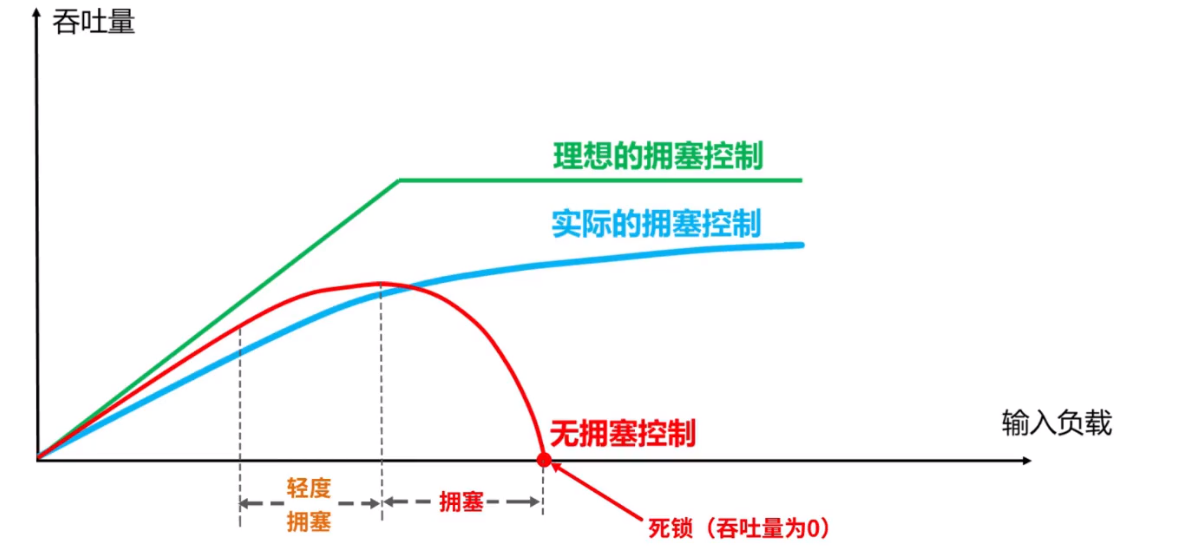 吞吐量
理想的拥塞控制
实际的拥塞控制
无拥塞控制
输入负载
轻度
拥塞
拥塞
死锁（吞吐量为0）